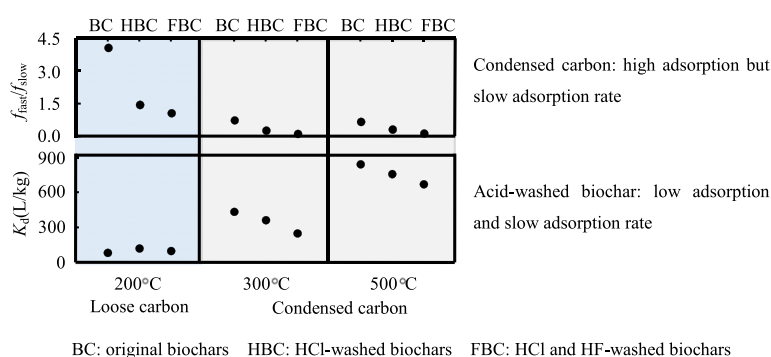 BC HBC FBC BC HBC FBC BC HBC FBC
4.5
3.0
1.5
0.0
f_fast/f_slow
Condensed carbon: high adsorption but
slow adsorption rate
900
600
300
0
K_d(L/kg)
Acid-washed biochar: low adsorption
and slow adsorption rate
200°C 300°C 500℃
Loose carbon Condensed carbon
BC: original biochars HBC: HCl-washed biochars FBC: HCl and HF-washed biochars